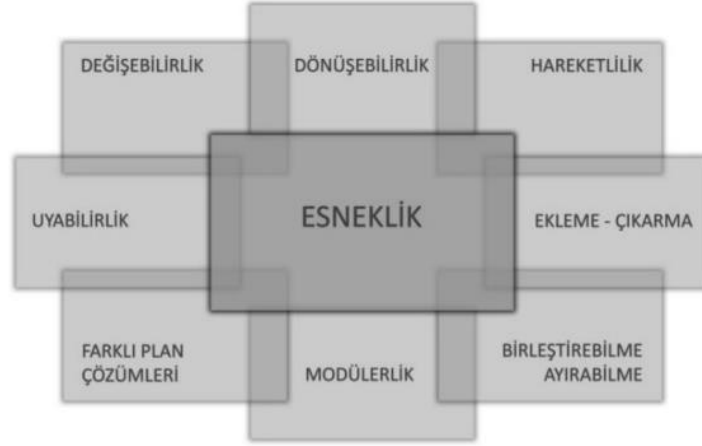 DEĞİŞEBİLİRLİK
DÖNÜŞEBİLİRLİK
HAREKETLİLİK
UYABİLİRLİK
ESNEKLİK
EKLEME - ÇIKARMA
FARKLI PLAN
ÇÖZÜMLERİ
MODÜLERLİK
BİRLEŞTİREBİLME
AYIRABİLME